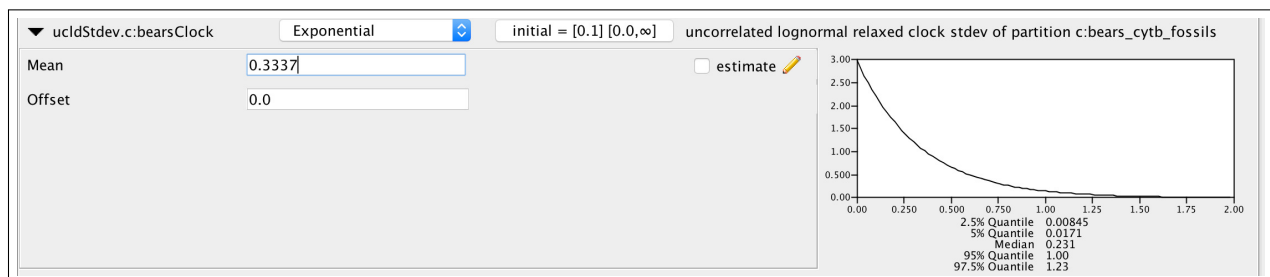 ▼ ucldStdev.c:bearsClock Exponential initial = [0.1] [0.0,∞] uncorrelated lognormal relaxed clock stdev of partition c:bears_cytb_fossils
Mean 0.3337 estimate
Offset 0.0
3.00
2.50
2.00
1.50
1.00
0.500
0.00
0.00 0.250 0.500 0.750 1.00 1.25 1.50 1.75 2.00
2.5% Quantile 0.00845
5% Quantile 0.0171
Median 0.231
95% Quantile 1.00
97.5% Quantile 1.23